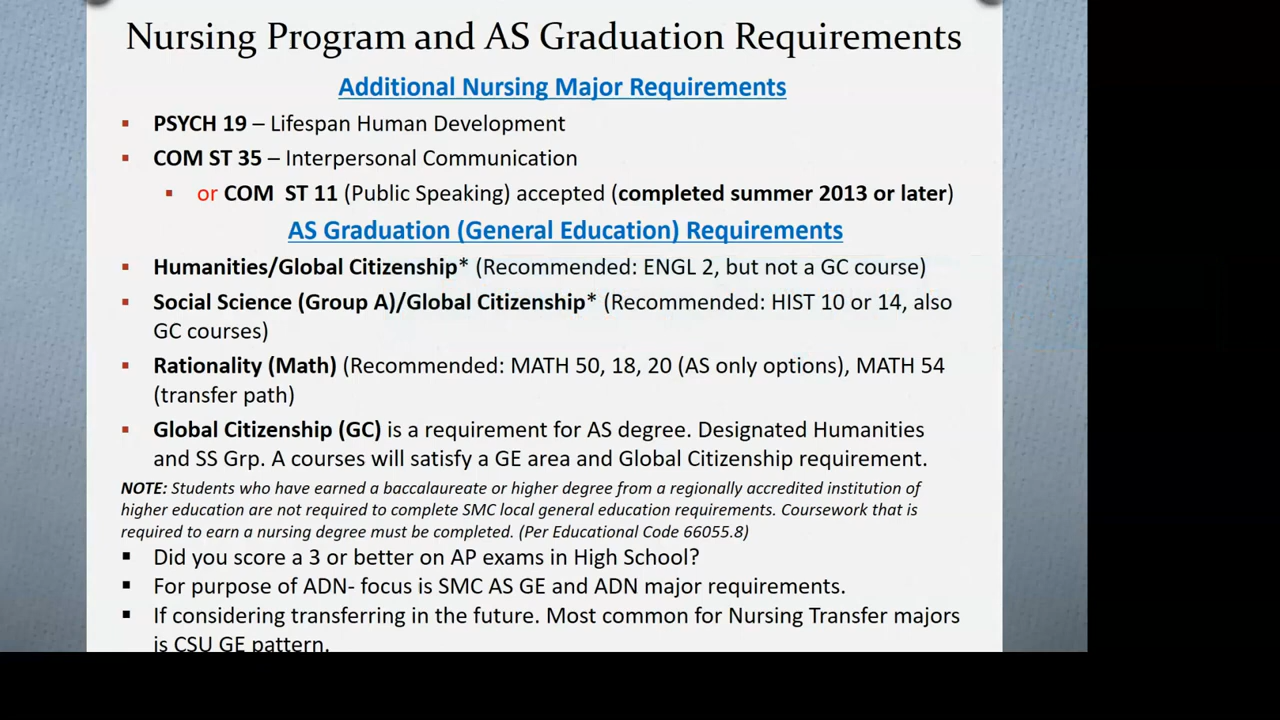 Nursing Program and AS Graduation Requirements
Additional Nursing Major Requirements
▪ PSYCH 19 – Lifespan Human Development
▪ COM ST 35 – Interpersonal Communication
▪ or COM ST 11 (Public Speaking) accepted (completed summer 2013 or later)
AS Graduation (General Education) Requirements
▪ Humanities/Global Citizenship* (Recommended: ENGL 2, but not a GC course)
▪ Social Science (Group A)/Global Citizenship* (Recommended: HIST 10 or 14, also
GC courses)
▪ Rationality (Math) (Recommended: MATH 50, 18, 20 (AS only options), MATH 54
(transfer path)
▪ Global Citizenship (GC) is a requirement for AS degree. Designated Humanities
and SS Grp. A courses will satisfy a GE area and Global Citizenship requirement.
NOTE: Students who have earned a baccalaureate or higher degree from a regionally accredited institution of
higher education are not required to complete SMC local general education requirements. Coursework that is
required to earn a nursing degree must be completed. (Per Educational Code 66055.8)
▪ Did you score a 3 or better on AP exams in High School?
▪ For purpose of ADN- focus is SMC AS GE and ADN major requirements.
▪ If considering transferring in the future. Most common for Nursing Transfer majors
is CSU GE pattern.